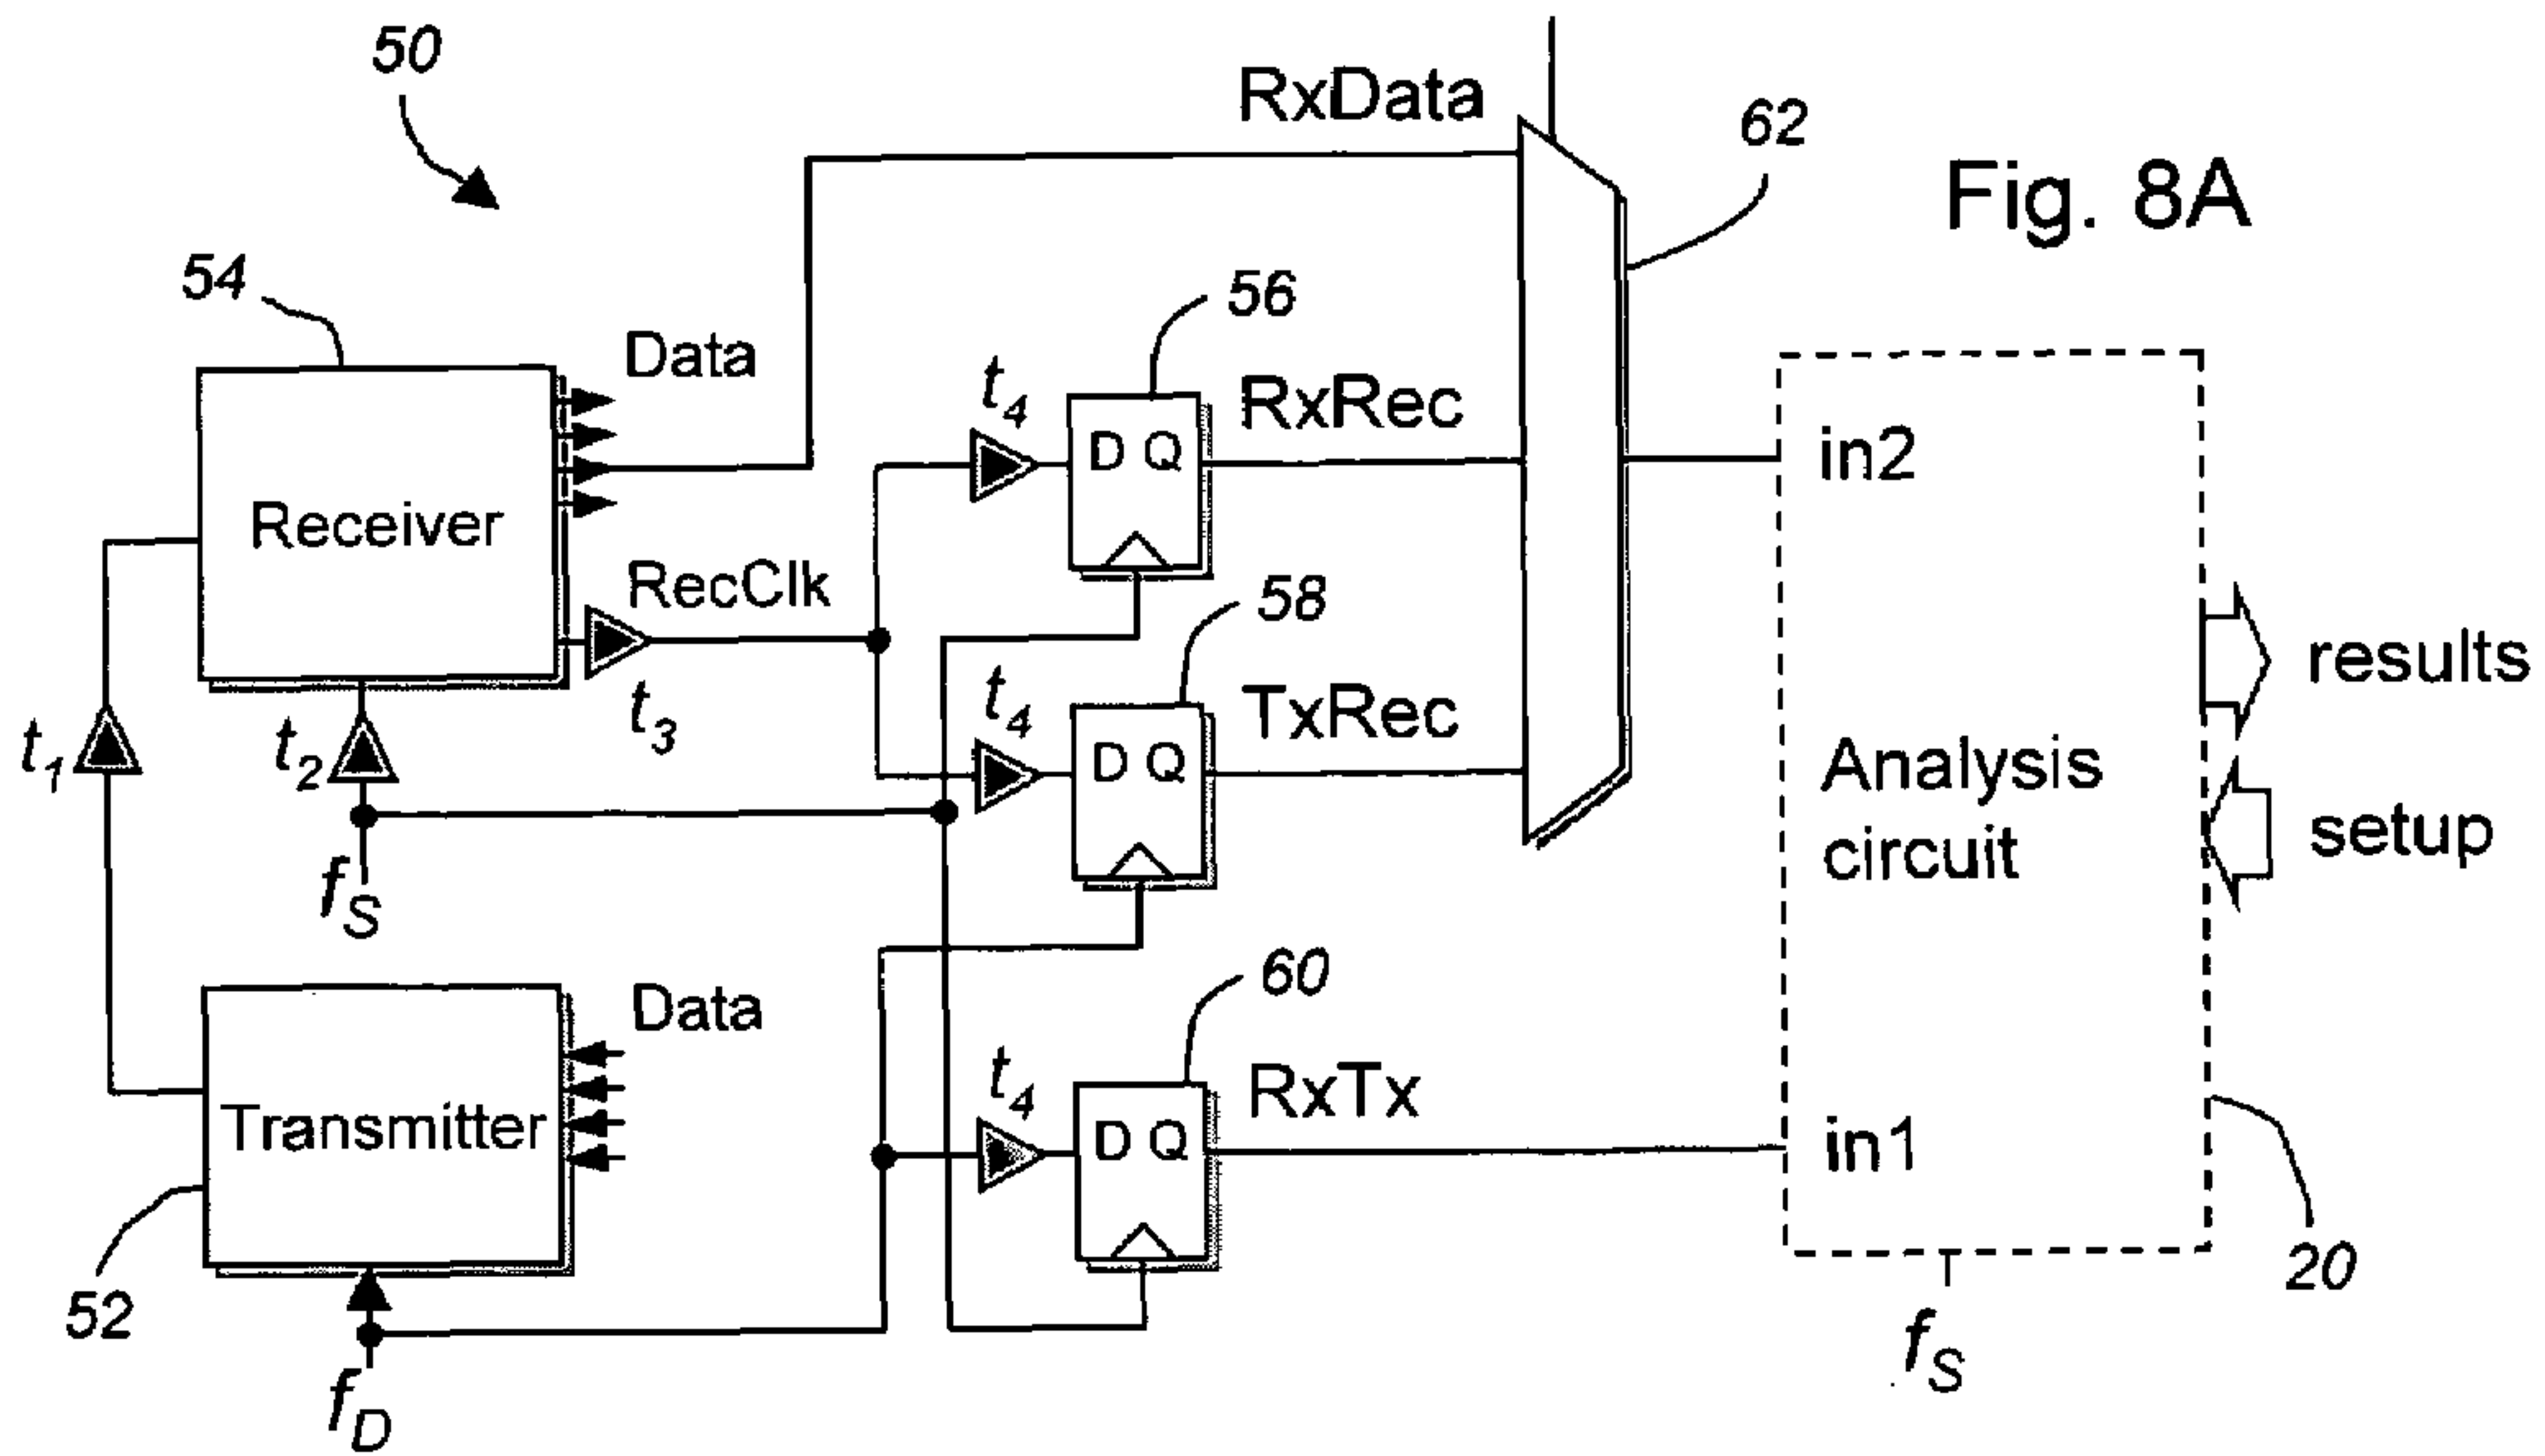 50
RxData
62
Fig. 8A
54
Data
56
t4
D Q
RxRec
in2
Receiver
RecClk
t3
58
t4
D Q
TxRec
results
t1
t2
fS
Analysis
circuit
setup
Data
60
t4
D Q
RxTx
in1
Transmitter
52
fD
20
fS